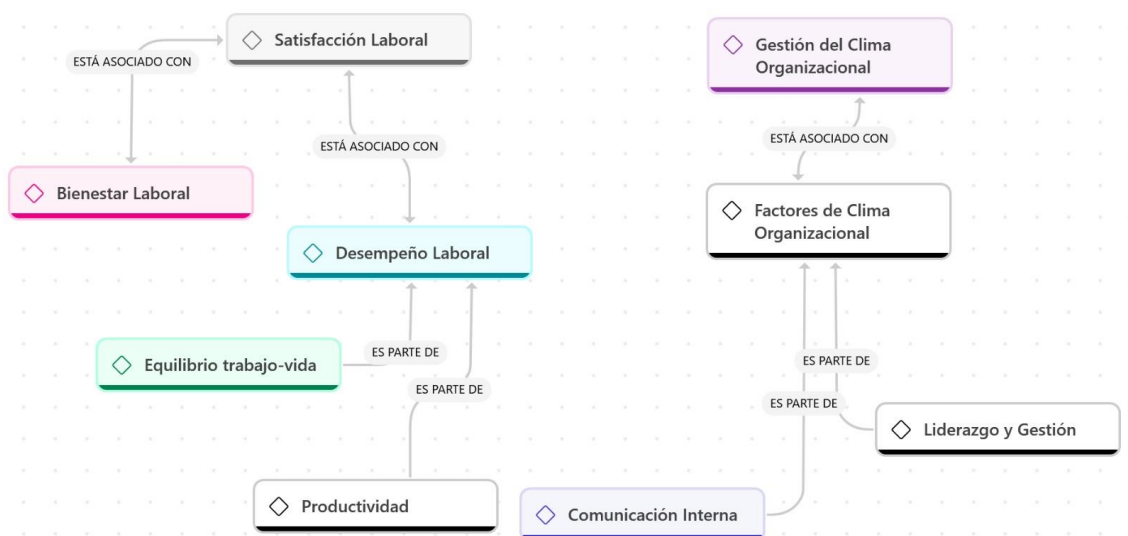 Satisfacción Laboral
Gestión del Clima
Organizacional
ESTÁ ASOCIADO CON
ESTÁ ASOCIADO CON
ESTÁ ASOCIADO CON
Bienestar Laboral
Factores de Clima
Organizacional
Desempeño Laboral
ES PARTE DE
Equilibrio trabajo-vida
ES PARTE DE
ES PARTE DE
ES PARTE DE
Liderazgo y Gestión
Productividad
Comunicación Interna